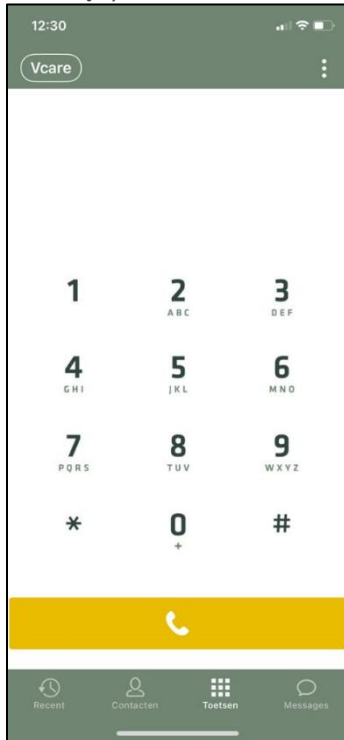 12:30
Vcare
1 2 3
ABC DEF
4 5 6
GHI JKL MNO
7 8 9
PQRS TUV WXYZ
* 0 #
+
Recent Contacten Toetsen Messages